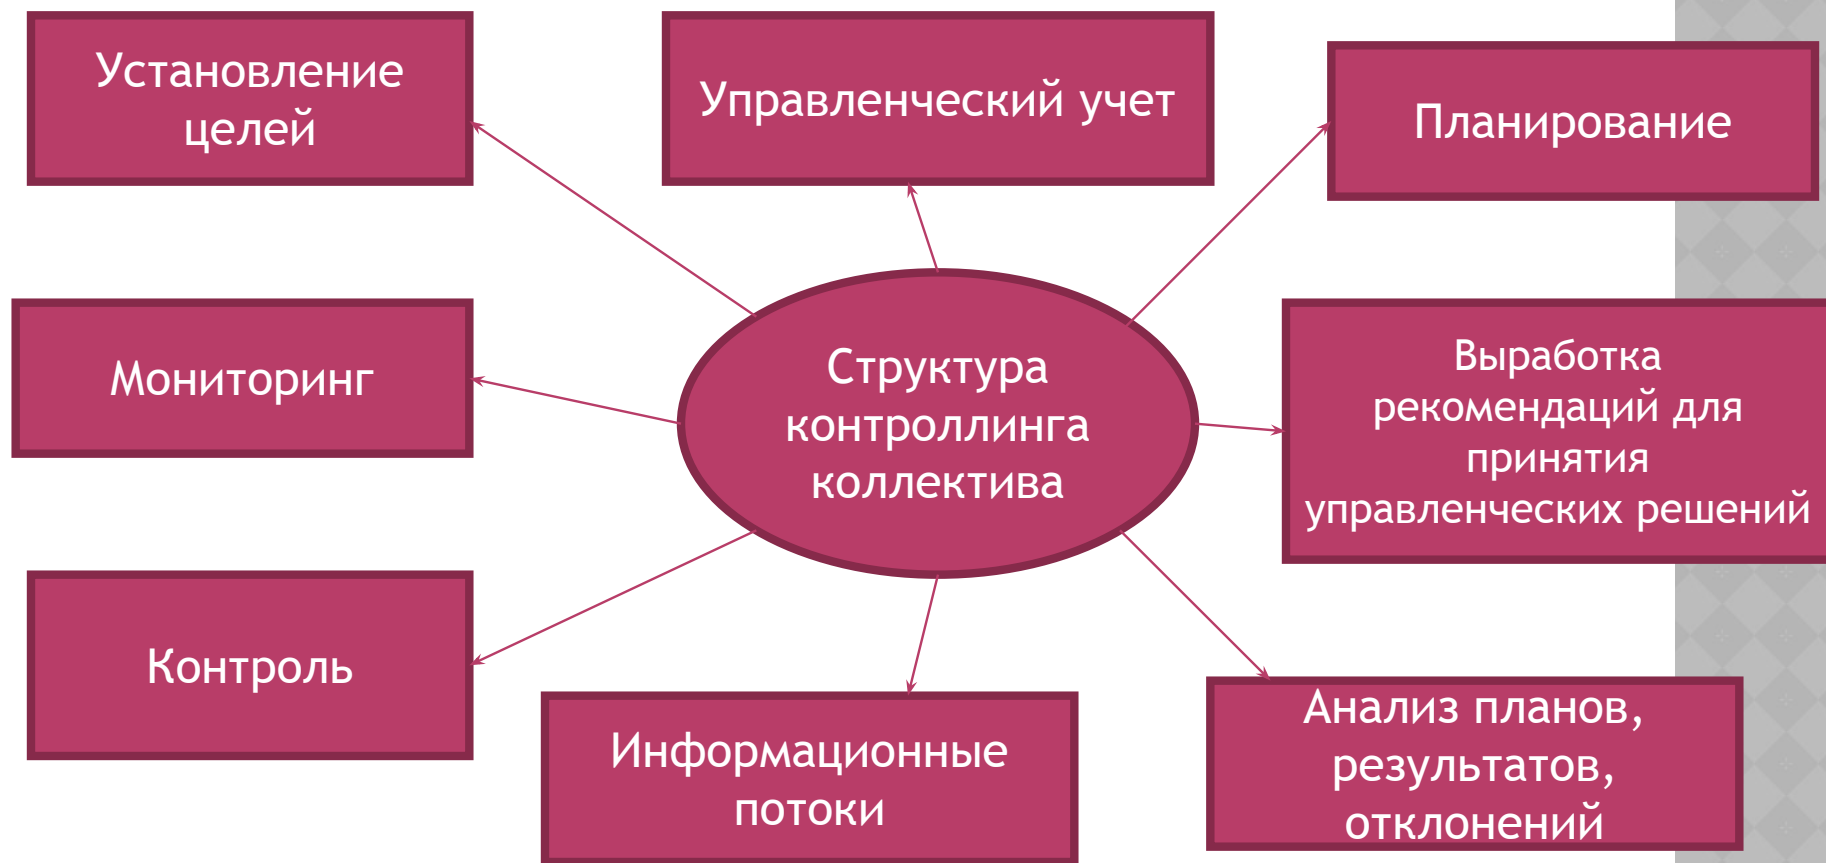 Установление
целей
Управленческий учет
Планирование
Мониторинг
Структура
контроллинга
коллектива
Выработка
рекомендаций для
принятия
управленческих решений
Контроль
Информационные
потоки
Анализ планов,
результатов,
отклонений